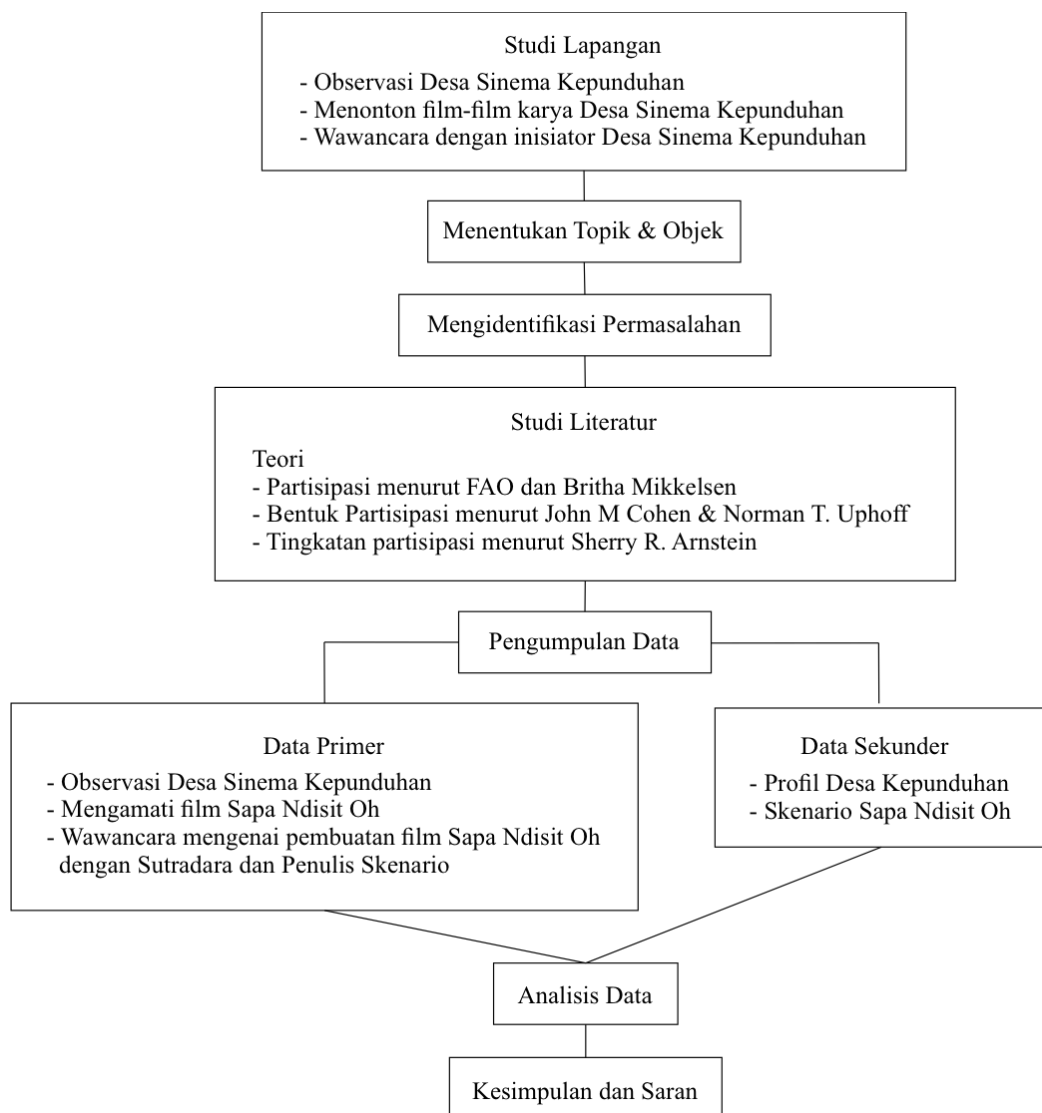 Studi Lapangan
- Observasi Desa Sinema Kepunduhan
- Menonton film-film karya Desa Sinema Kepunduhan
- Wawancara dengan inisiator Desa Sinema Kepunduhan
Menentukan Topik & Objek
Mengidentifikasi Permasalahan
Studi Literatur
Teori
- Partisipasi menurut FAO dan Britha Mikkelsen
- Bentuk Partisipasi menurut John M Cohen & Norman T. Uphoff
- Tingkatan partisipasi menurut Sherry R. Arnstein
Pengumpulan Data
Data Primer
- Observasi Desa Sinema Kepunduhan
- Mengamati film Sapa Ndisit Oh
- Wawancara mengenai pembuatan film Sapa Ndisit Oh
dengan Sutradara dan Penulis Skenario
Data Sekunder
- Profil Desa Kepunduhan
- Skenario Sapa Ndisit Oh
Analisis Data
Kesimpulan dan Saran